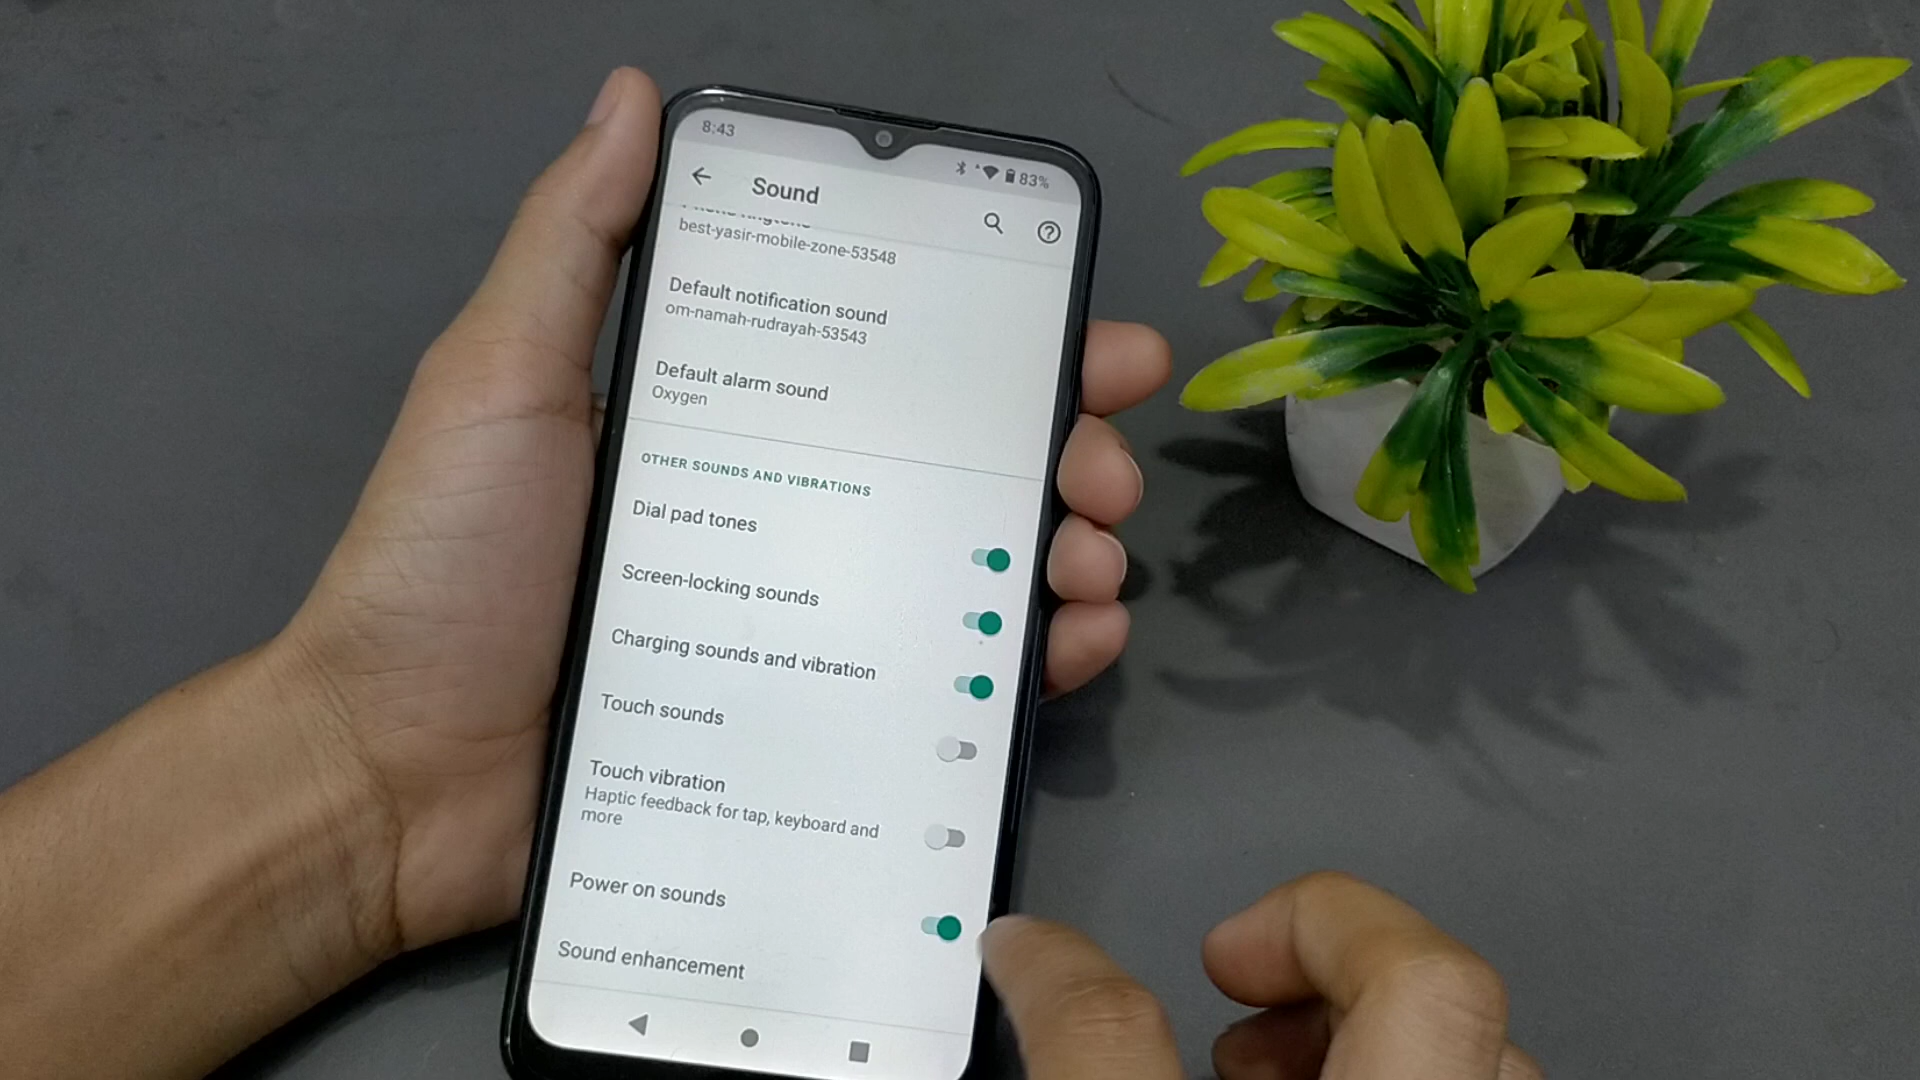 8:43
83%
Sound
best-yasir-mobile-zone-53548
Default notification sound
om-namah-rudrayah-53543
Default alarm sound
Oxygen
OTHER SOUNDS AND VIBRATIONS
Dial pad tones
Screen-locking sounds
Charging sounds and vibration
Touch sounds
Touch vibration
Haptic feedback for tap, keyboard and
more
Power on sounds
Sound enhancement